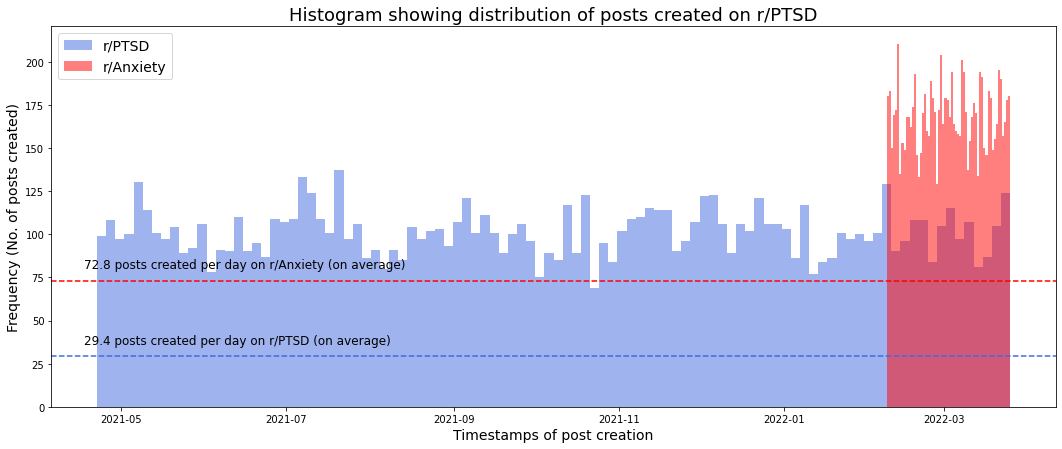 Histogram showing distribution of posts created on r/PTSD
r/PTSD
r/Anxiety
Frequency (No. of posts created)
200
175
150
125
100
75
50
25
0
72.8 posts created per day on r/Anxiety (on average)
29.4 posts created per day on r/PTSD (on average)
2021-05
2021-07
2021-09
2021-11
2022-01
2022-03
Timestamps of post creation